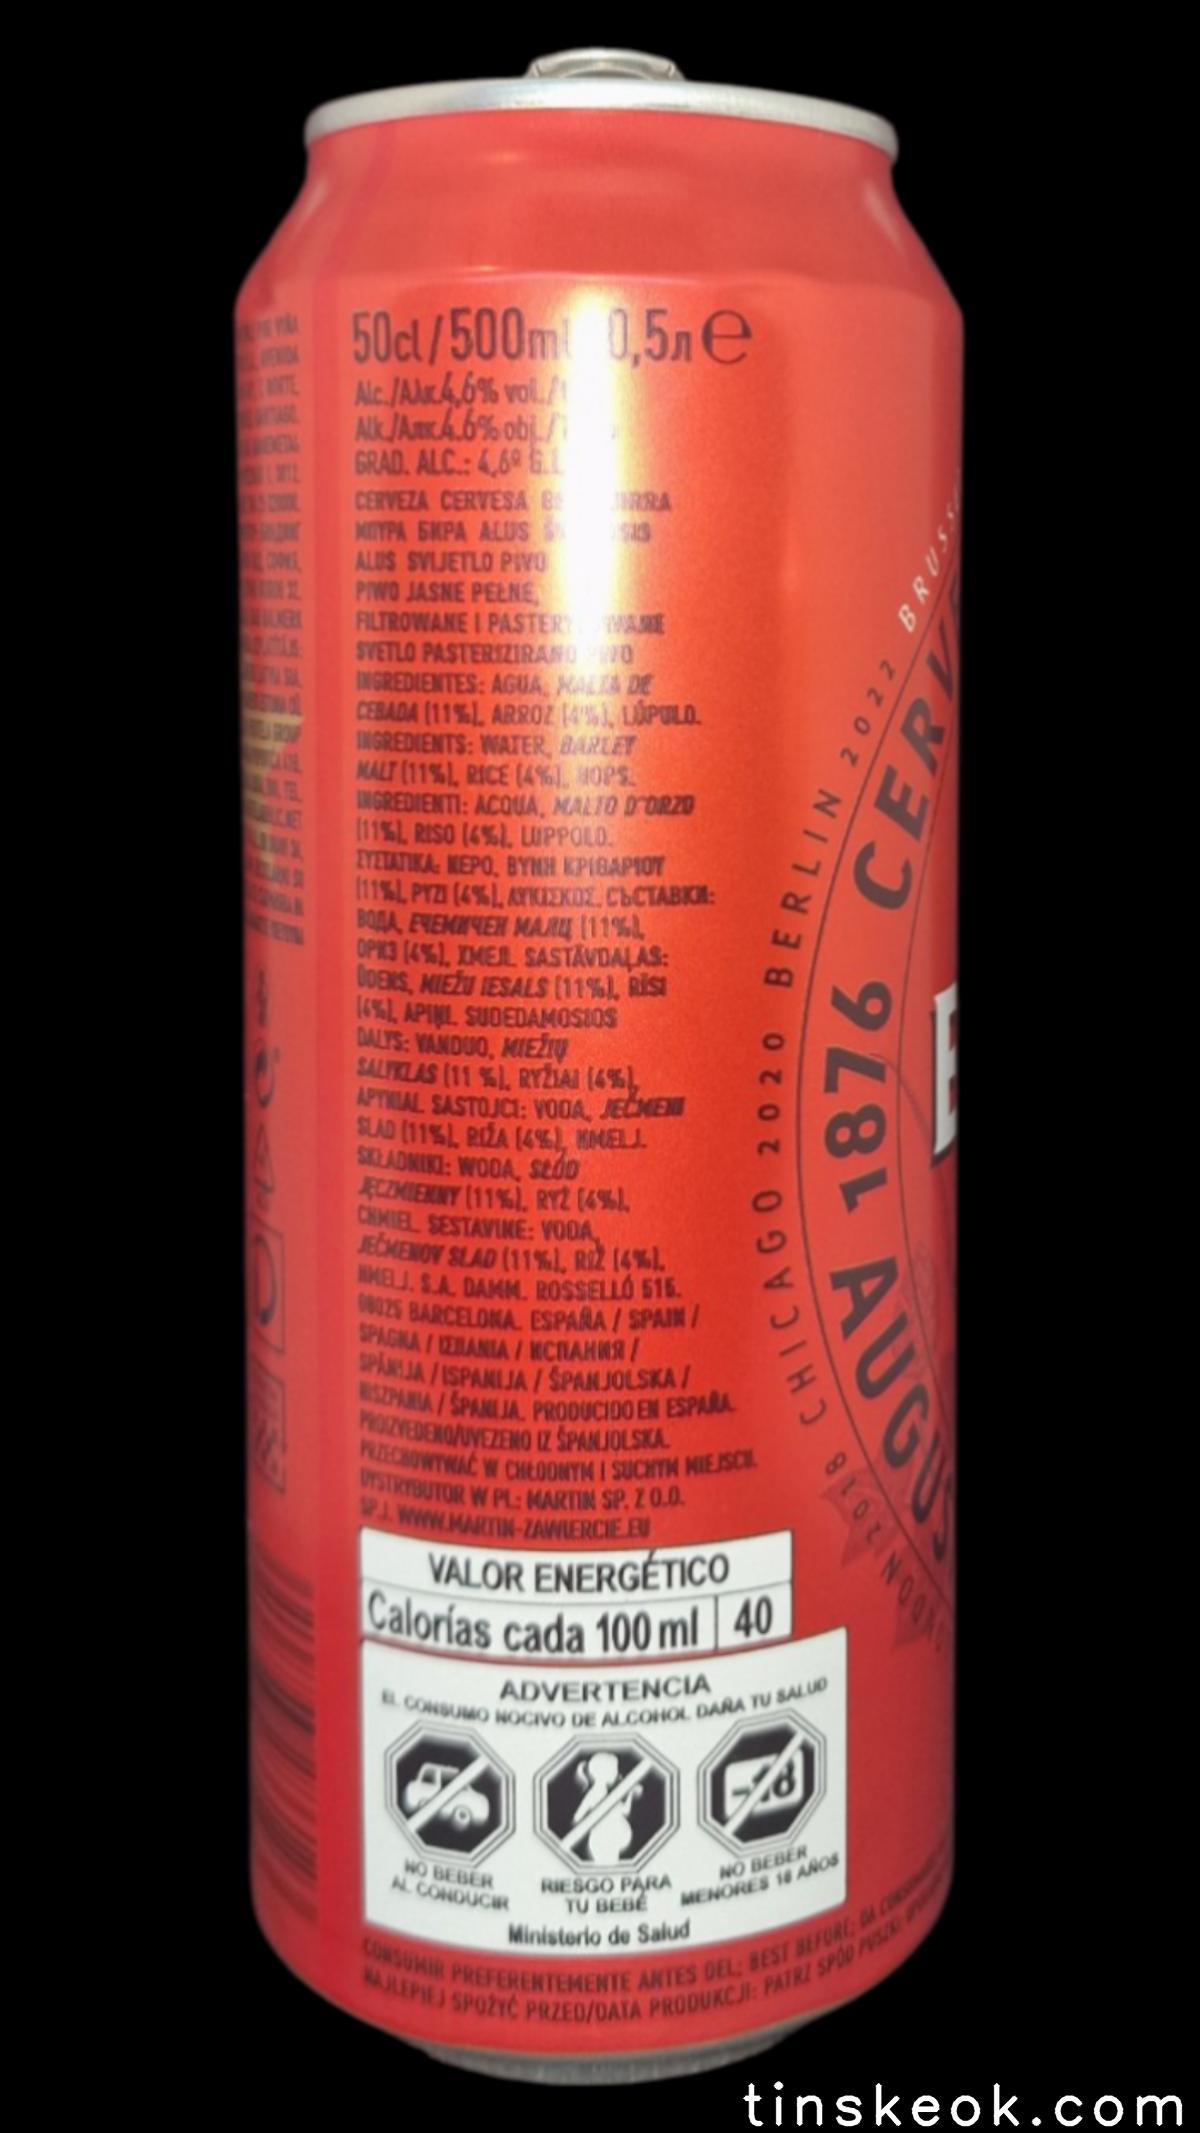 50cl/500ml 0,5л e
Alc./Αλκ.4,6% vol./
Alk./Алк.4.6% obj./
GRAD. ALC.: 4,6º G.L
CERVEZA CERVESA BIRRA
ΜΠΥΡΑ БИРА ALUS
ALUS SVIJETLO PIVO
PIWO JASNE PEŁNE,
FILTROWANE I PASTERYZOWANE
SVETLO PASTERIZIRANO PIVO
INGREDIENTES: AGUA, MALTA DE
CEBADA (11%), ARROZ (4%), LÚPULO.
INGREDIENTS: WATER, BARLEY
MALT (11%), RICE (4%), HOPS.
INGREDIENTI: ACQUA, MALTO D'ORZO
(11%), RISO (4%), LUPPOLO.
ΣΥΣΤΑΤΙΚΑ: ΝΕΡΟ, ΒΥΝΗ ΚΡΙΘΑΡΙΟΥ
(11%), ΡΥΖΙ (4%), ΛΥΚΙΣΚΟΣ. СЪСТАВКИ:
ВОДА, ЕЧЕМИЧЕН МАЛЦ (11%),
ОРИЗ (4%), ХМЕЛ. SASTĀVDAĻAS:
ŪDENS, MIEŽU IESALS (11%), RĪSI
(4%), APIŅI. SUDEDAMOSIOS
DALYS: VANDUO, MIEŽIŲ
SALYKLAS (11 %), RYŽIAI (4%),
APYNIAI. SASTOJCI: VODA, JEČMENI
SLAD (11%), RIŽA (4%), HMELJ.
SKŁADNIKI: WODA, SŁÓD
JĘCZMIENNY (11%), RYŻ (4%),
CHMIEL. SESTAVINE: VODA,
JEČMENOV SLAD (11%), RIŽ (4%),
HMELJ. S.A. DAMM. ROSSELLÓ 515.
08025 BARCELONA. ESPAÑA / SPAIN /
SPAGNA / ΙΣΠΑΝΙΑ / ИСПАНИЯ /
SPĀNIJA / ISPANIJA / ŠPANJOLSKA /
HISZPANIA / ŠPANIJA. PRODUCIDO EN ESPAÑA.
PROIZVEDENO/UVEZENO IZ ŠPANJOLSKA.
PRZECHOWYWAĆ W CHŁODNYM I SUCHYM MIEJSCU.
DYSTRYBUTOR W PL: MARTIN SP. Z O.O.
SP.J. WWW.MARTIN-ZAWIERCIE.EU
VALOR ENERGÉTICO
Calorías cada 100 ml 40
ADVERTENCIA
EL CONSUMO NOCIVO DE ALCOHOL DAÑA TU SALUD
-18
NO BEBER
AL CONDUCIR
RIESGO PARA
TU BEBÉ
NO BEBER
MENORES 18 AÑOS
Ministerio de Salud
CONSUMIR PREFERENTEMENTE ANTES DEL: BEST BEFORE: DA
NAJLEPIEJ SPOŻYĆ PRZED/DATA PRODUKCJI: PATRZ SPÓD PUSZKI
CHICAGO 2020 BERLIN 2022
2018
AUGUS 1876 CERVE
tinskeok.com